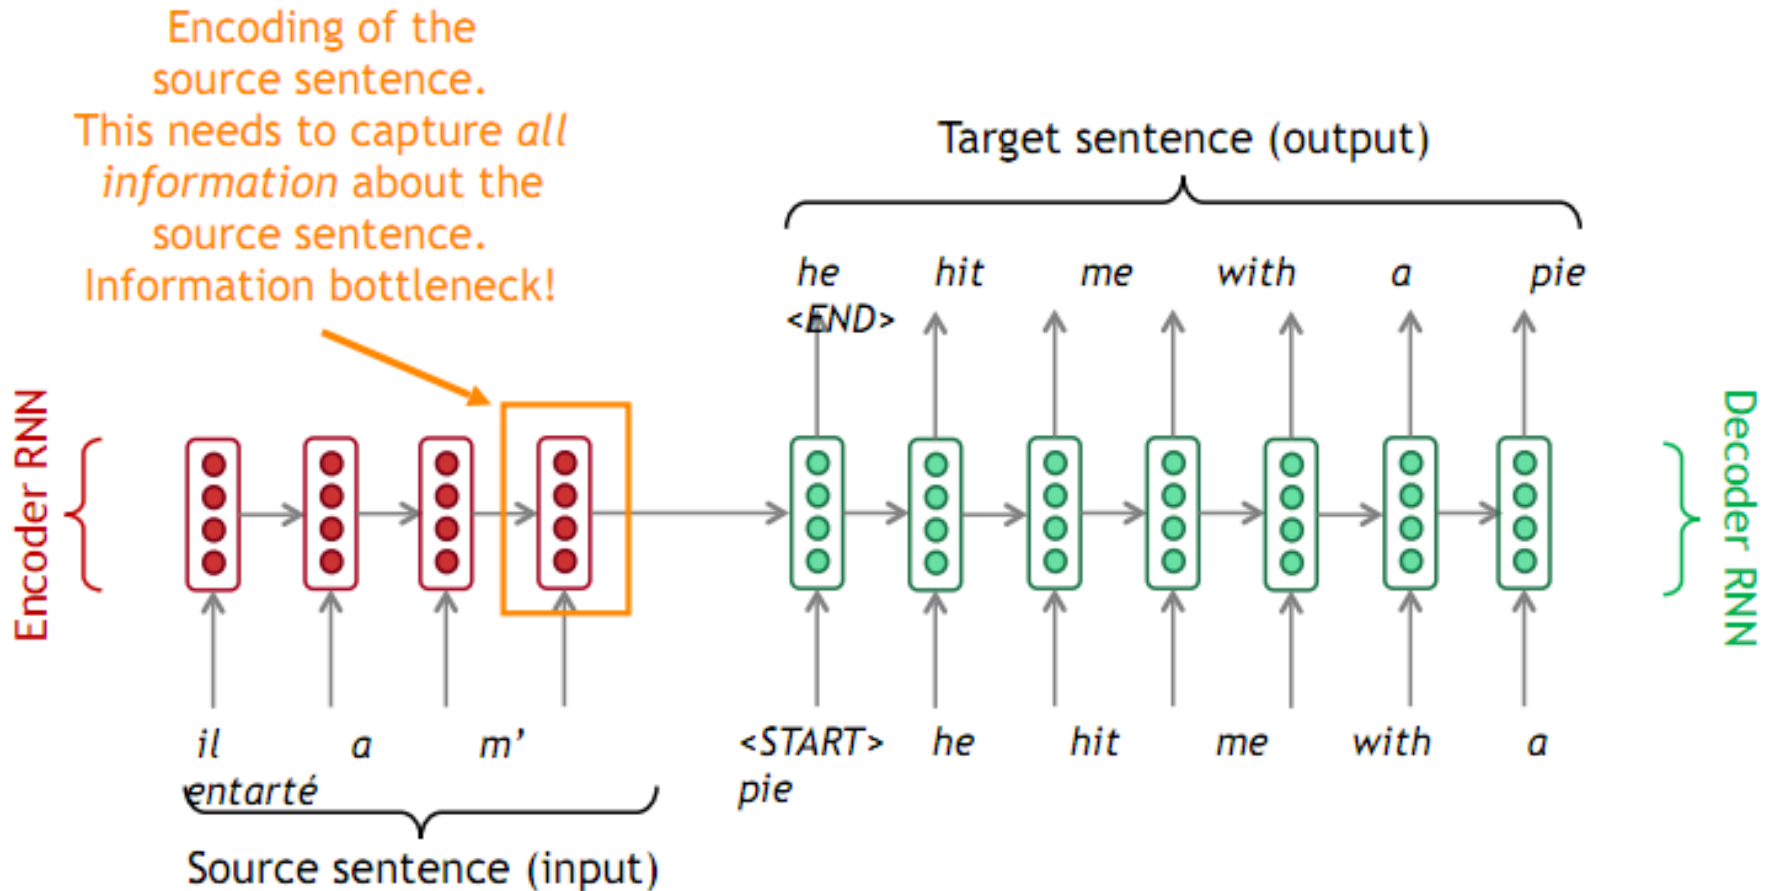 Encoding of the
source sentence.
This needs to capture all
information about the
source sentence.
Information bottleneck!
Target sentence (output)
he hit me with a pie
<END>
Encoder RNN
Decoder RNN
il a m’
entarté
<START> he hit me with a
pie
Source sentence (input)